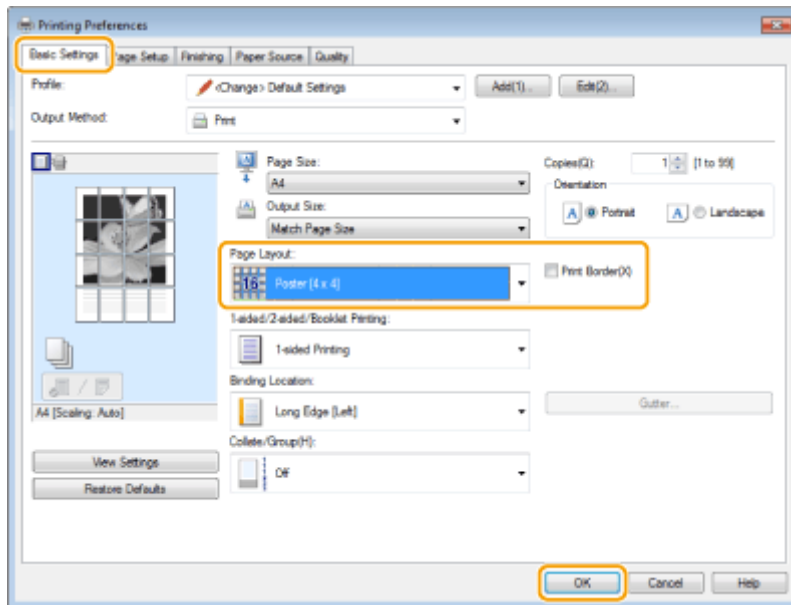 Printing Preferences
Basic Settings Page Setup Finishing Paper Source Quality
Profile: <Change> Default Settings Add(1)... Edit(2)...
Output Method: Print
Page Size: Copies(Q): 1 [1 to 99]
A4 Orientation
Output Size: A Portrait A Landscape
Match Page Size
Page Layout:
16 Poster [4 x 4] Print Border(X)
1-sided/2-sided/Booklet Printing:
1-sided Printing
Binding Location:
A4 [Scaling: Auto] Long Edge [Left] Gutter...
Collate/Group(H):
View Settings Off
Restore Defaults
OK Cancel Help